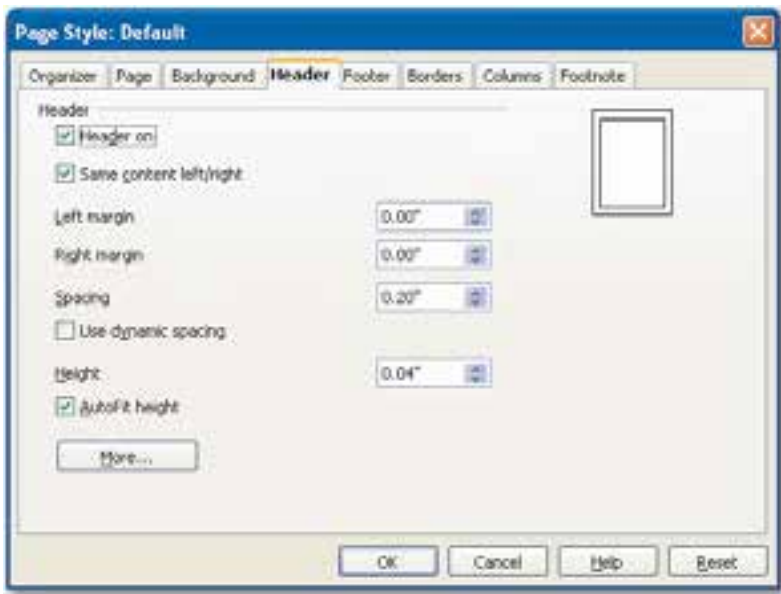 Page Style: Default
Organizer Page Background Header Footer Borders Columns Footnote
Header
Header on
Same content left/right
Left margin 0.00"
Right margin 0.00"
Spacing 0.20"
Use dynamic spacing
Height 0.04"
AutoFit height
More...
OK Cancel Help Reset